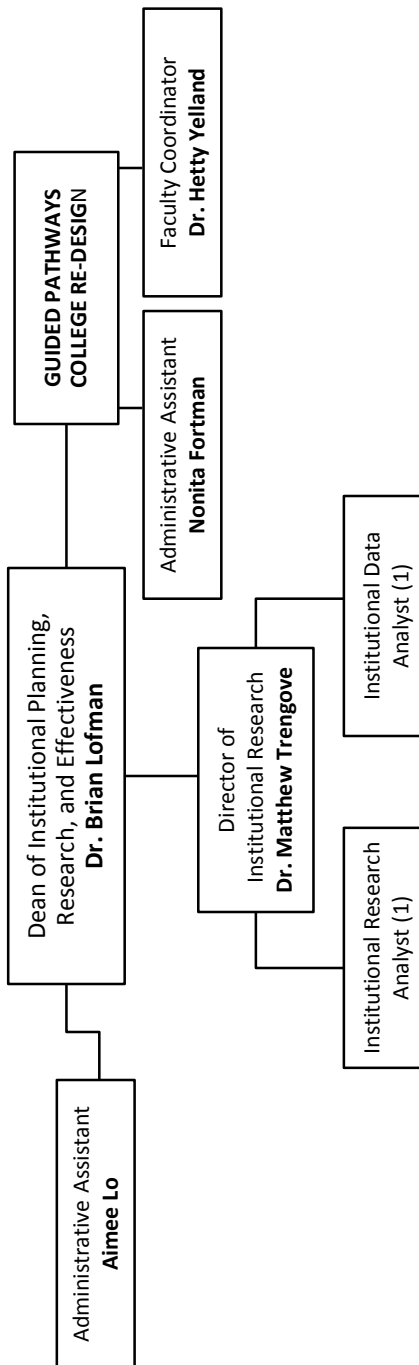 Dean of Institutional Planning,
Research, and Effectiveness
Dr. Brian Lofman
Administrative Assistant
Aimee Lo
GUIDED PATHWAYS
COLLEGE RE-DESIGN
Administrative Assistant
Nonita Fortman
Faculty Coordinator
Dr. Hetty Yelland
Director of
Institutional Research
Dr. Matthew Trengove
Institutional Research
Analyst (1)
Institutional Data
Analyst (1)